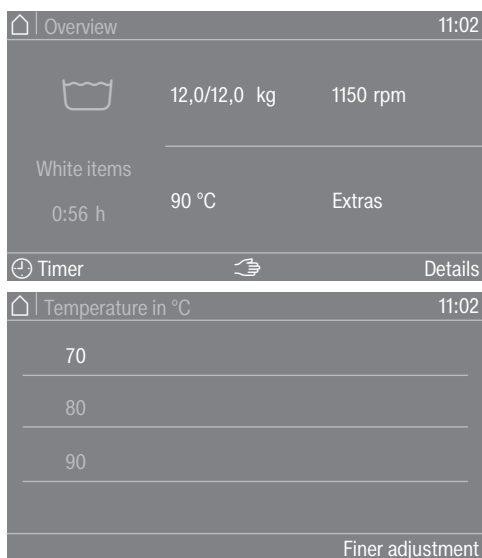 Overview 11:02
12,0/12,0 kg 1150 rpm
White items
0:56 h
90 °C Extras
Timer Details
Temperature in °C 11:02
70
80
90
Finer adjustment